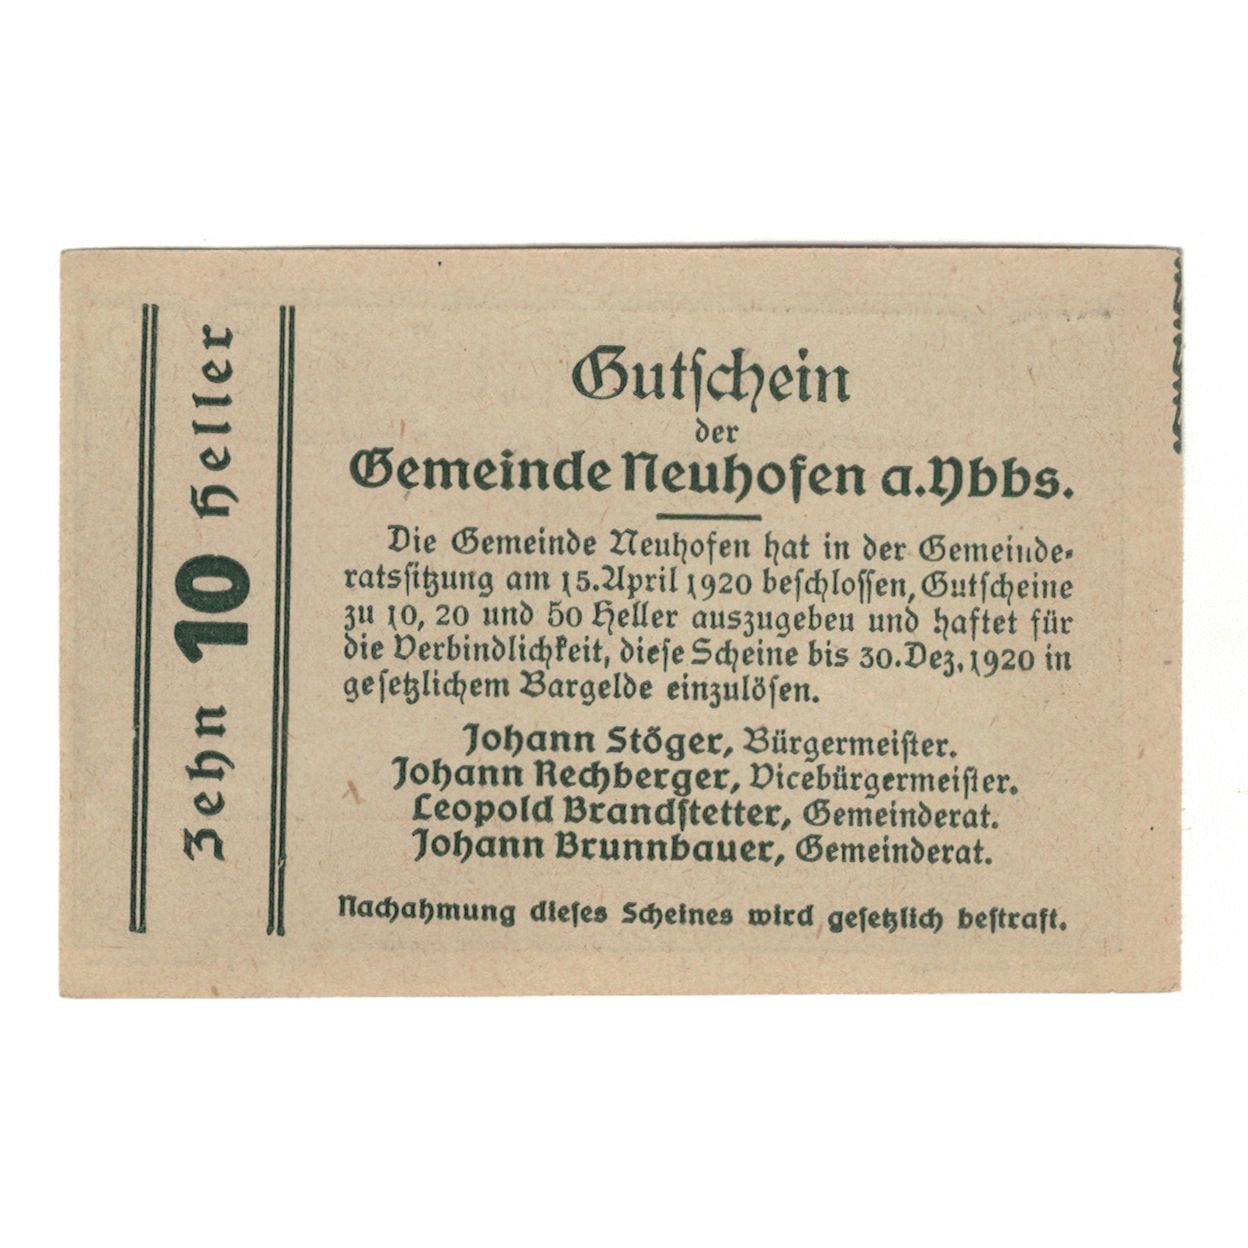 Zehn 10 Heller
Gutschein
der
Gemeinde Neuhofen a. Ybbs.
Die Gemeinde Neuhofen hat in der Gemeinde-
ratssitzung am 15. April 1920 beschlossen, Gutscheine
zu 10, 20 und 50 Heller auszugeben und haftet für
die Verbindlichkeit, diese Scheine bis 30. Dez. 1920 in
gesetzlichem Bargelde einzulösen.
Johann Stöger, Bürgermeister.
Johann Rechberger, Vicebürgermeister.
Leopold Brandstetter, Gemeinderat.
Johann Brunnbauer, Gemeinderat.
Nachahmung dieses Scheines wird gesetzlich bestraft.